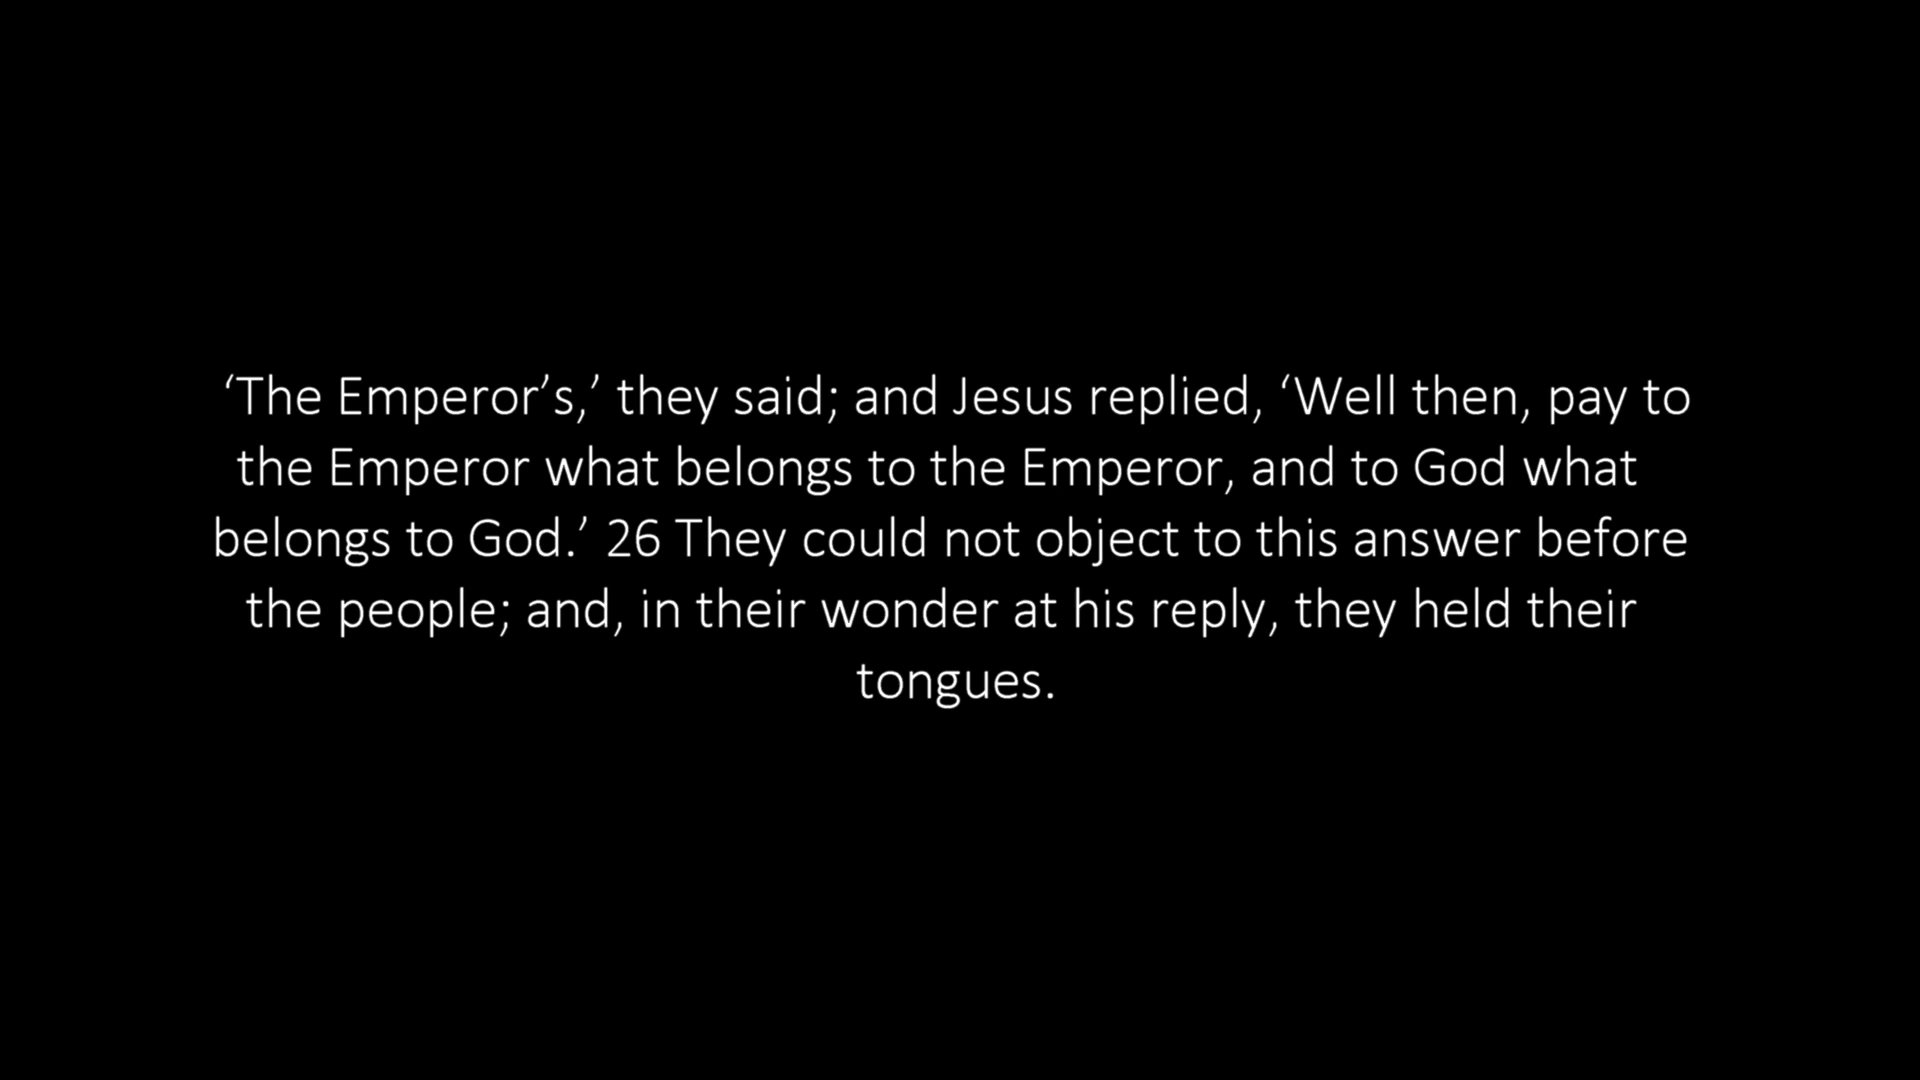 ‘The Emperor’s,’ they said; and Jesus replied, ‘Well then, pay to
the Emperor what belongs to the Emperor, and to God what
belongs to God.’ 26 They could not object to this answer before
the people; and, in their wonder at his reply, they held their
tongues.